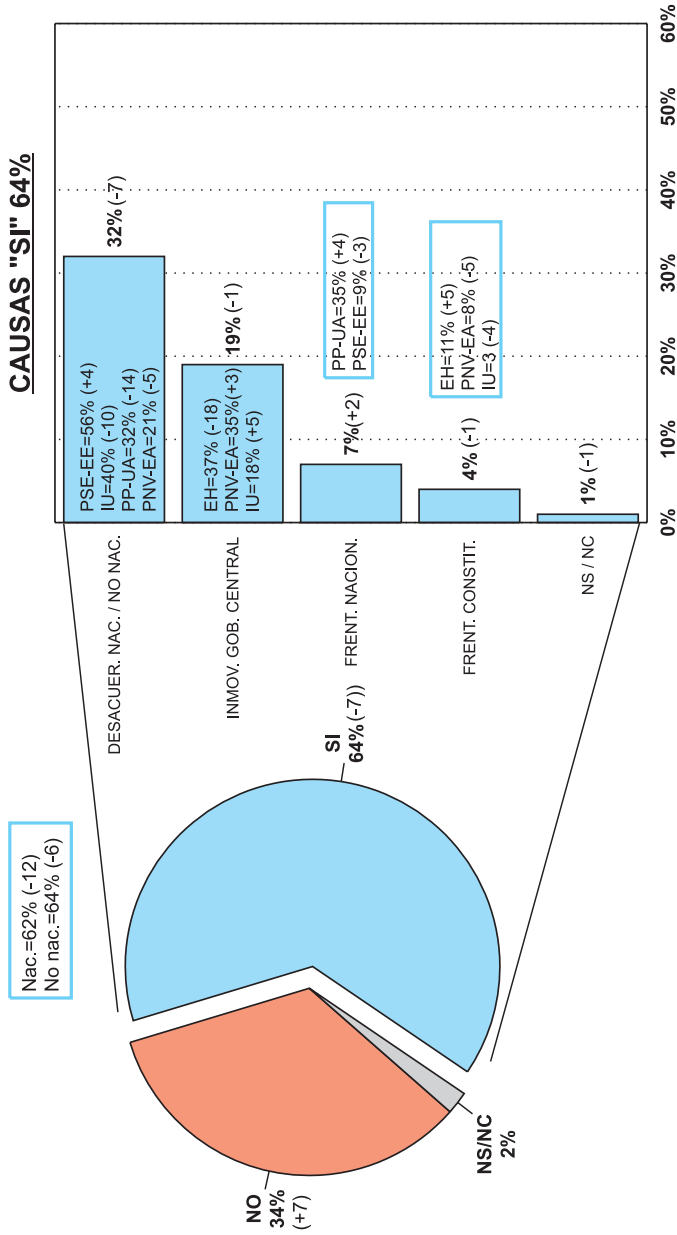 CAUSAS "SI" 64%
Nac.=62% (-12)
No nac.=64% (-6)
NO
34%
(+7)
SI
64%(-7))
NS/NC
2%
DESACUER. NAC. / NO NAC.
PSE-EE=56% (+4)
IU=40% (-10)
PP-UA=32% (-14)
PNV-EA=21% (-5)
32%(-7)
INMOV. GOB. CENTRAL
EH=37% (-18)
PNV-EA=35%(+3)
IU=18% (+5)
19% (-1)
FRENT. NACION.
7%(+2)
PP-UA=35% (+4)
PSE-EE=9% (-3)
FRENT. CONSTIT.
4% (-1)
EH=11% (+5)
PNV-EA=8% (-5)
IU=3 (-4)
NS / NC
1% (-1)
0% 10% 20% 30% 40% 50% 60%